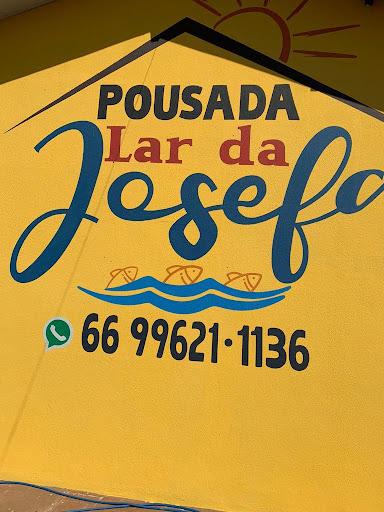 POUSADA
Lar da
Josefa
66 99621-1136